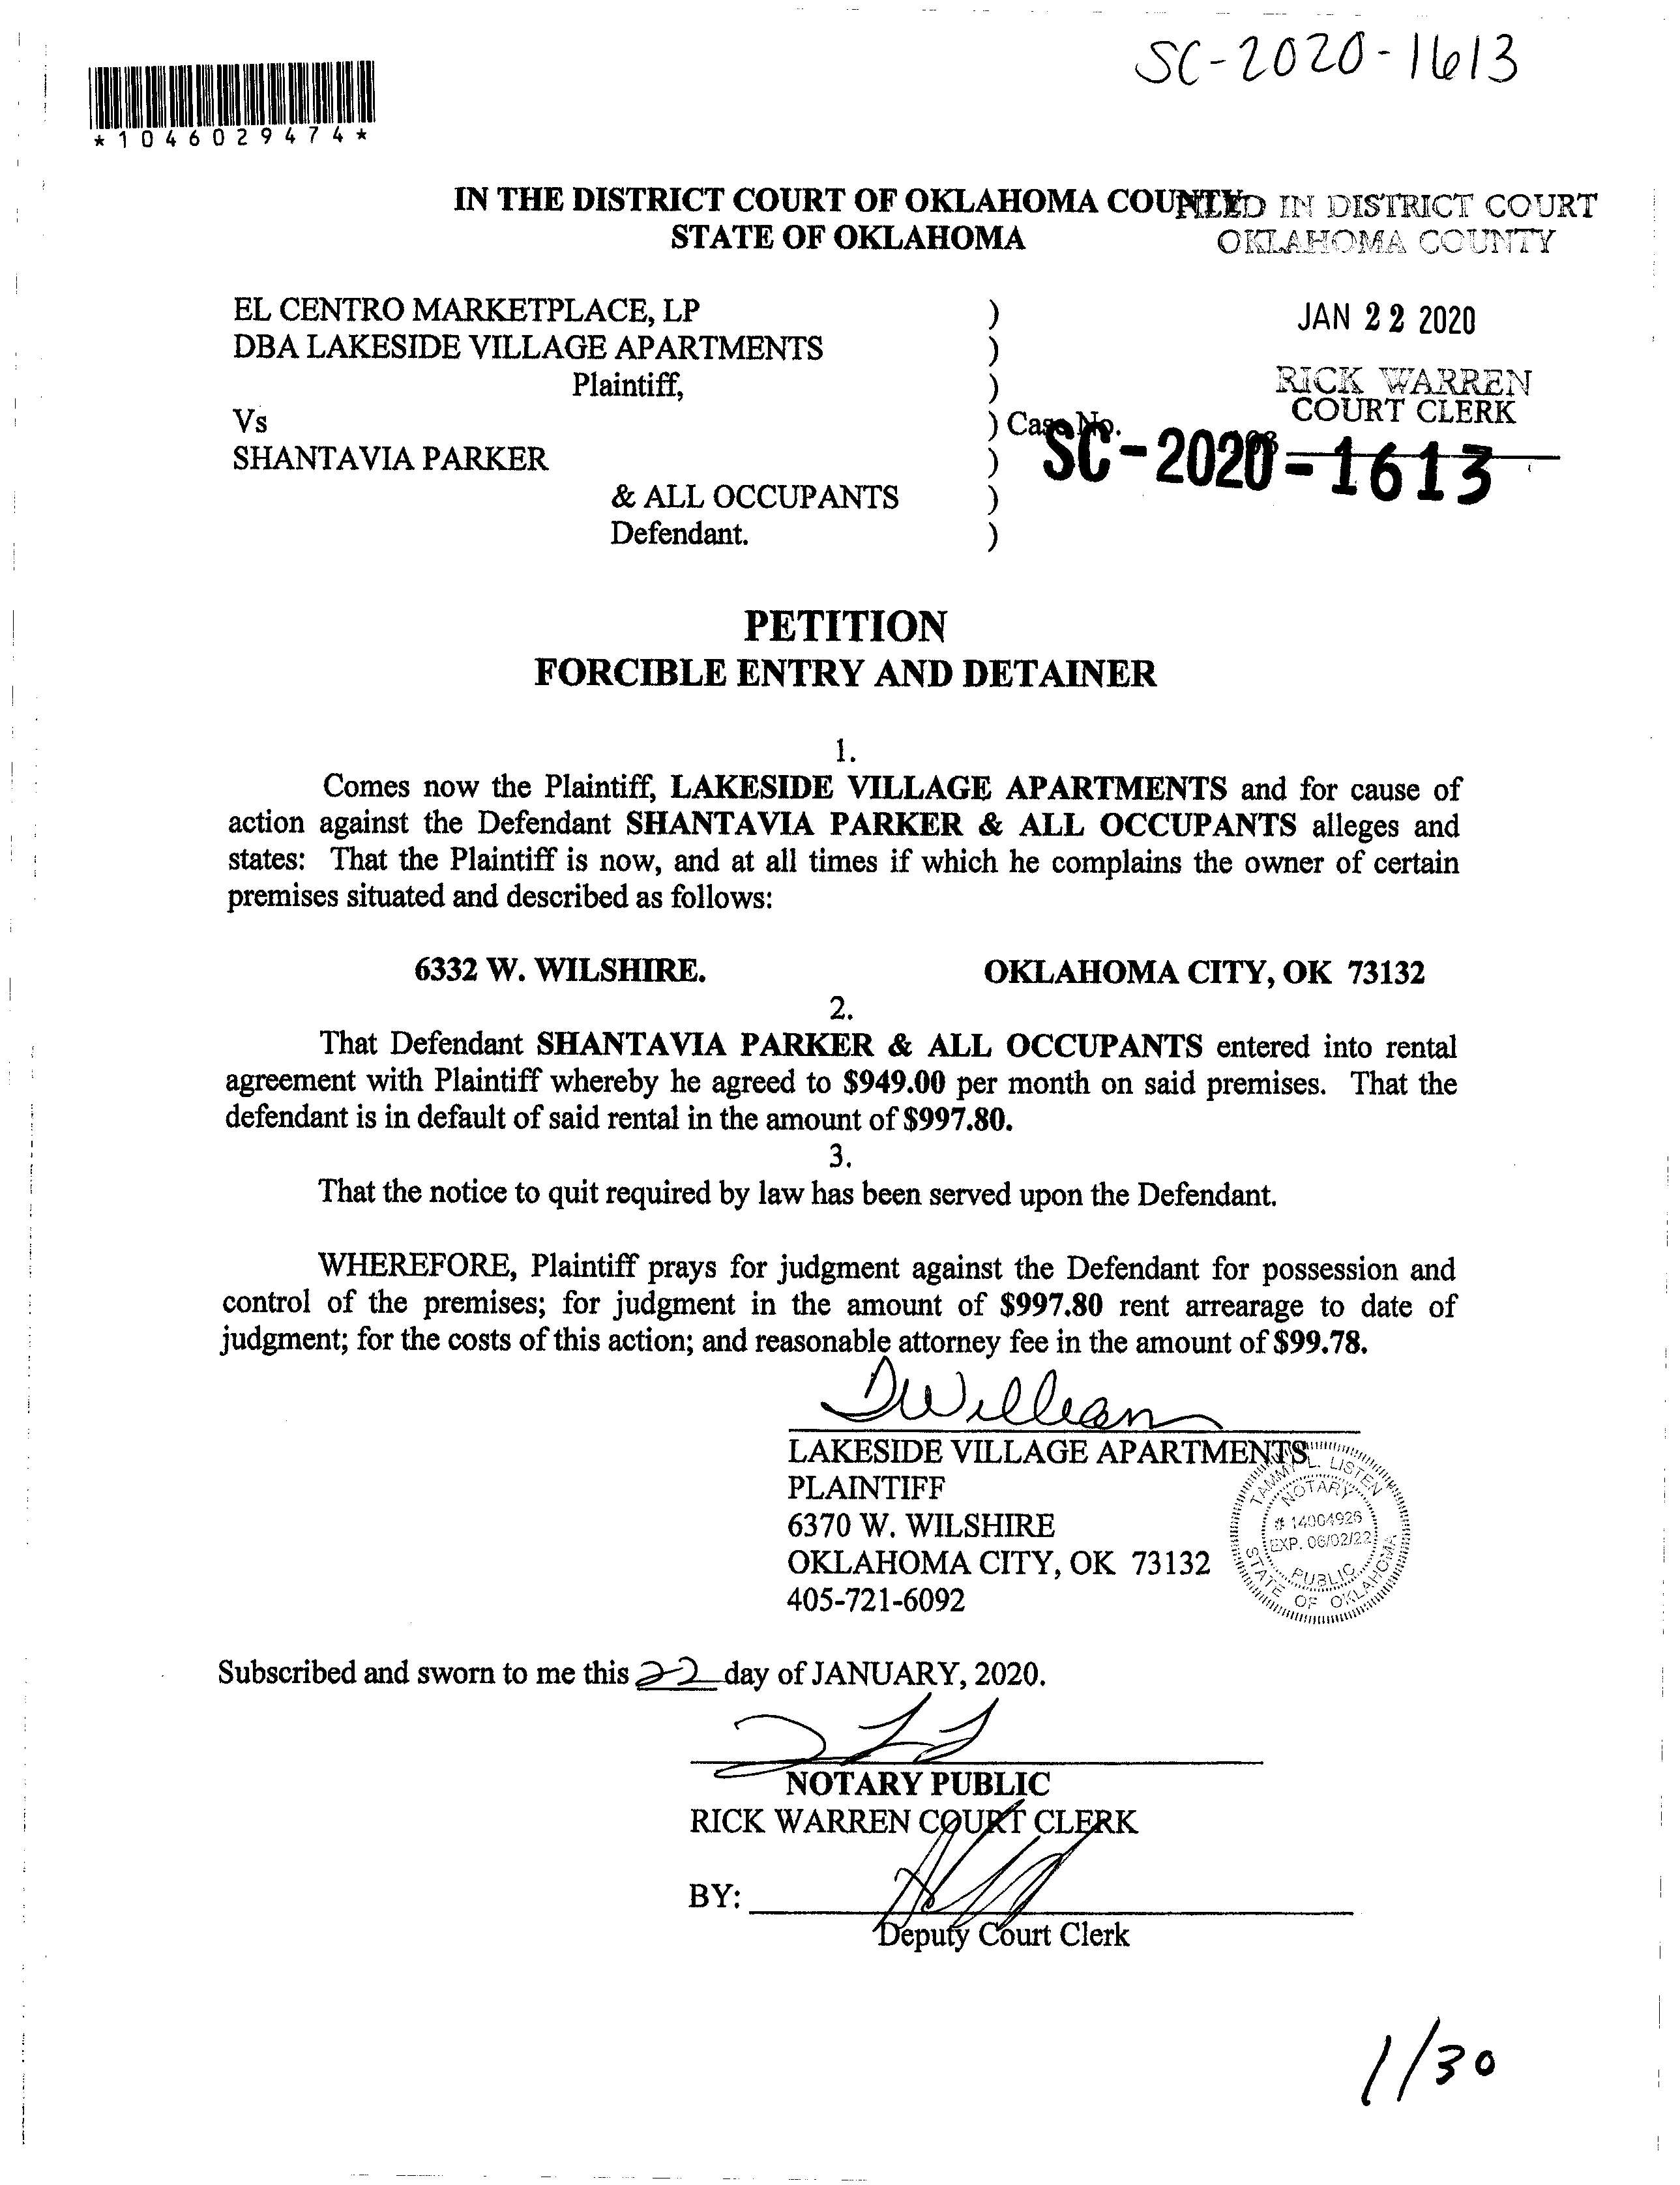 SC-2020-1613
*1046029474*
IN THE DISTRICT COURT OF OKLAHOMA COUNTY
STATE OF OKLAHOMA
FILED IN DISTRICT COURT
OKLAHOMA COUNTY
JAN 22 2020
RICK WARREN
COURT CLERK
EL CENTRO MARKETPLACE, LP )
DBA LAKESIDE VILLAGE APARTMENTS )
Plaintiff, )
Vs ) Case No.
SC-2020-1613
SHANTAVIA PARKER )
& ALL OCCUPANTS )
Defendant. )
PETITION
FORCIBLE ENTRY AND DETAINER
1.
Comes now the Plaintiff, LAKESIDE VILLAGE APARTMENTS and for cause of
action against the Defendant SHANTAVIA PARKER & ALL OCCUPANTS alleges and
states: That the Plaintiff is now, and at all times if which he complains the owner of certain
premises situated and described as follows:
6332 W. WILSHIRE. OKLAHOMA CITY, OK 73132
2.
That Defendant SHANTAVIA PARKER & ALL OCCUPANTS entered into rental
agreement with Plaintiff whereby he agreed to $949.00 per month on said premises. That the
defendant is in default of said rental in the amount of $997.80.
3.
That the notice to quit required by law has been served upon the Defendant.
WHEREFORE, Plaintiff prays for judgment against the Defendant for possession and
control of the premises; for judgment in the amount of $997.80 rent arrearage to date of
judgment; for the costs of this action; and reasonable attorney fee in the amount of $99.78.
DWilliam
LAKESIDE VILLAGE APARTMENTS
PLAINTIFF
6370 W. WILSHIRE
OKLAHOMA CITY, OK 73132
405-721-6092
TAMMY L. LISTEN
NOTARY
# 14004926
EXP. 06/02/22
PUBLIC
STATE OF OKLAHOMA
Subscribed and sworn to me this 22 day of JANUARY, 2020.
NOTARY PUBLIC
RICK WARREN COURT CLERK
BY:
Deputy Court Clerk
1/30